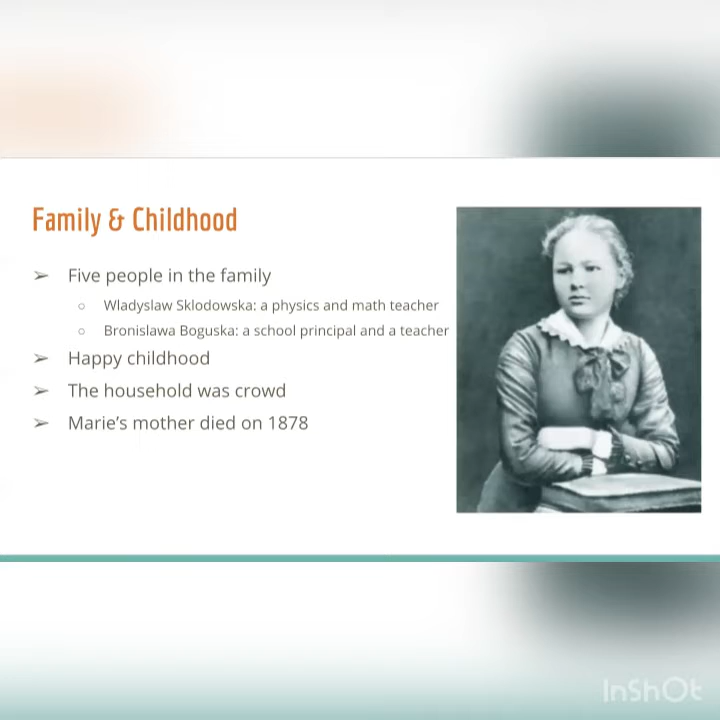 Family & Childhood
➢ Five people in the family
○ Wladyslaw Sklodowska: a physics and math teacher
○ Bronislawa Boguska: a school principal and a teacher
➢ Happy childhood
➢ The household was crowd
➢ Marie's mother died on 1878
InShOt